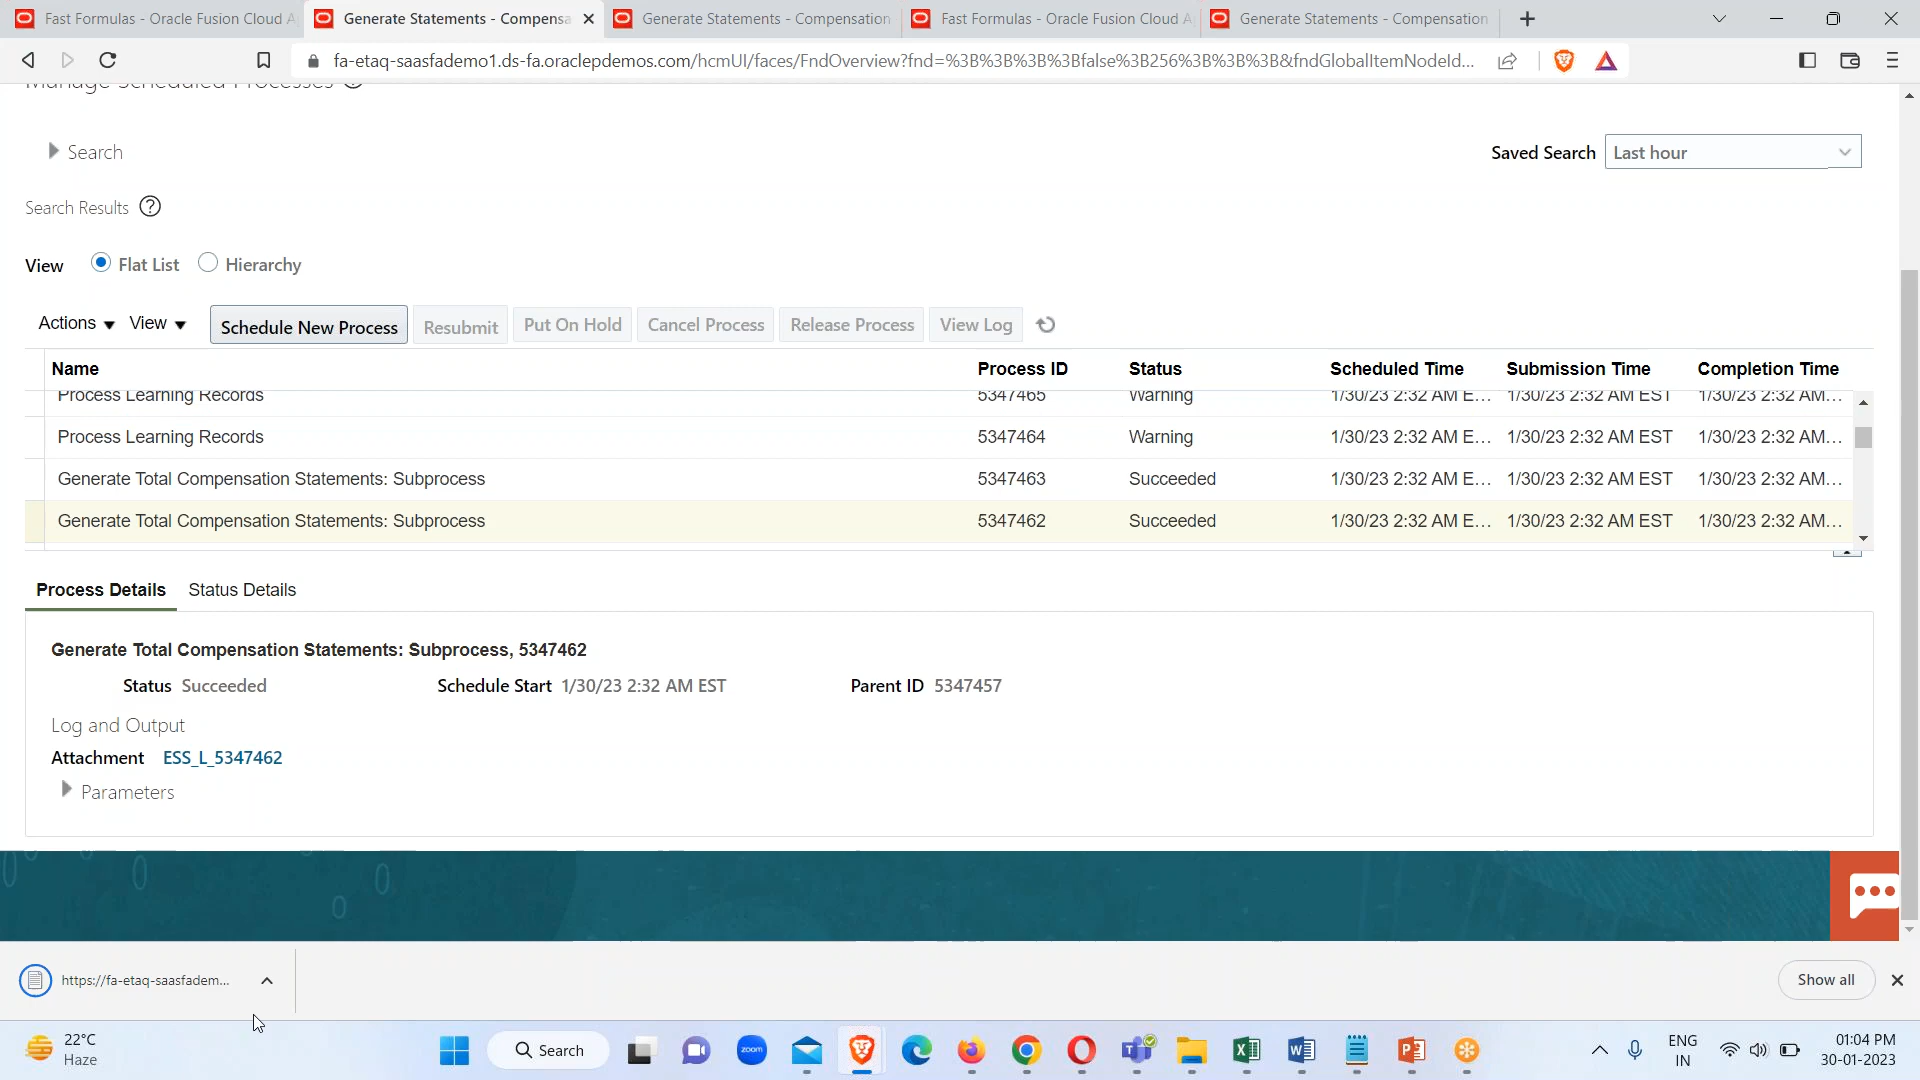 Fast Formulas - Oracle Fusion Cloud A
Generate Statements - Compensa
Generate Statements - Compensation
Fast Formulas - Oracle Fusion Cloud A
Generate Statements - Compensation
fa-etaq-saasfademo1.ds-fa.oraclepdemos.com/hcmUI/faces/FndOverview?fnd=%3B%3B%3B%3Bfalse%3B256%3B%3B%3B&fndGlobalItemNodeId...
Manage Scheduled Processes
Search
Saved Search Last hour
Search Results
View Flat List Hierarchy
Actions View Schedule New Process Resubmit Put On Hold Cancel Process Release Process View Log
Name Process ID Status Scheduled Time Submission Time Completion Time
Process Learning Records 5347465 Warning 1/30/23 2:32 AM E... 1/30/23 2:32 AM EST 1/30/23 2:32 AM...
Process Learning Records 5347464 Warning 1/30/23 2:32 AM E... 1/30/23 2:32 AM EST 1/30/23 2:32 AM...
Generate Total Compensation Statements: Subprocess 5347463 Succeeded 1/30/23 2:32 AM E... 1/30/23 2:32 AM EST 1/30/23 2:32 AM...
Generate Total Compensation Statements: Subprocess 5347462 Succeeded 1/30/23 2:32 AM E... 1/30/23 2:32 AM EST 1/30/23 2:32 AM...
Process Details Status Details
Generate Total Compensation Statements: Subprocess, 5347462
Status Succeeded Schedule Start 1/30/23 2:32 AM EST Parent ID 5347457
Log and Output
Attachment ESS_L_5347462
Parameters
https://fa-etaq-saasfadem...
Show all
22°C
Haze
Search
zoom
ENG
IN
01:04 PM
30-01-2023